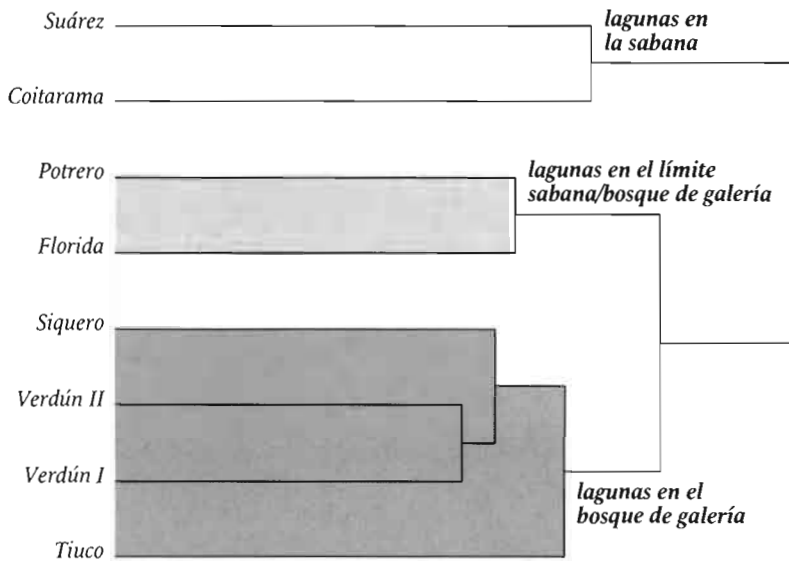 Suárez
lagunas en
la sabana
Coitarama
Potrero
lagunas en el límite
sabana/bosque de galería
Florida
Siquero
Verdún II
Verdún I
lagunas en el
bosque de galería
Tiuco